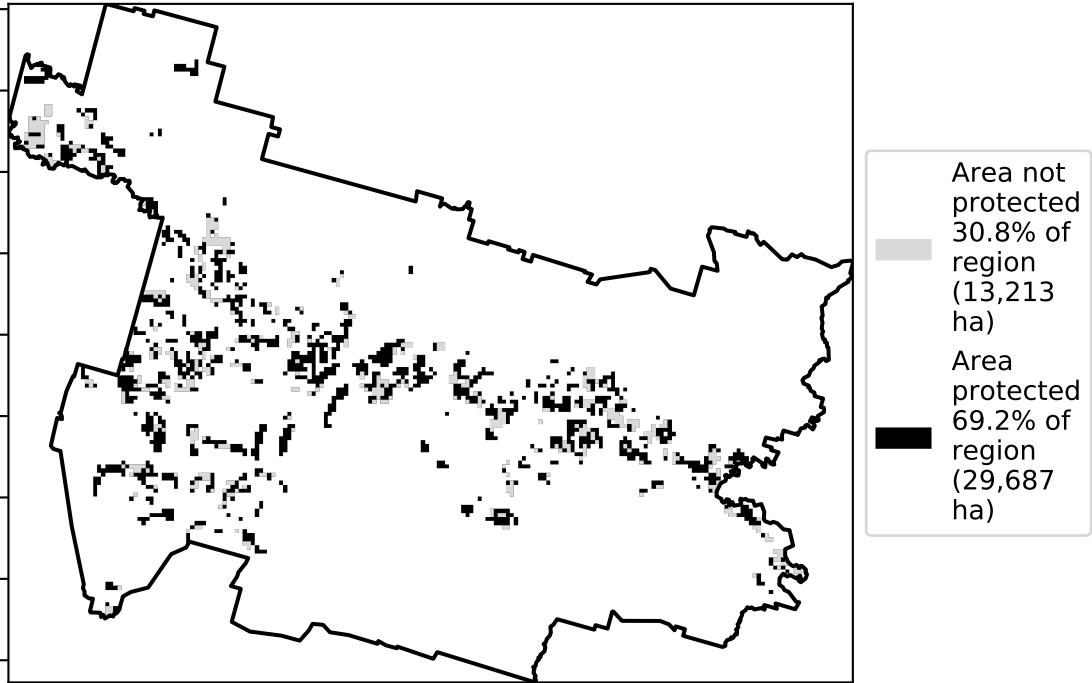 Area not
protected
30.8% of
region
(13,213
ha)
Area
protected
69.2% of
region
(29,687
ha)